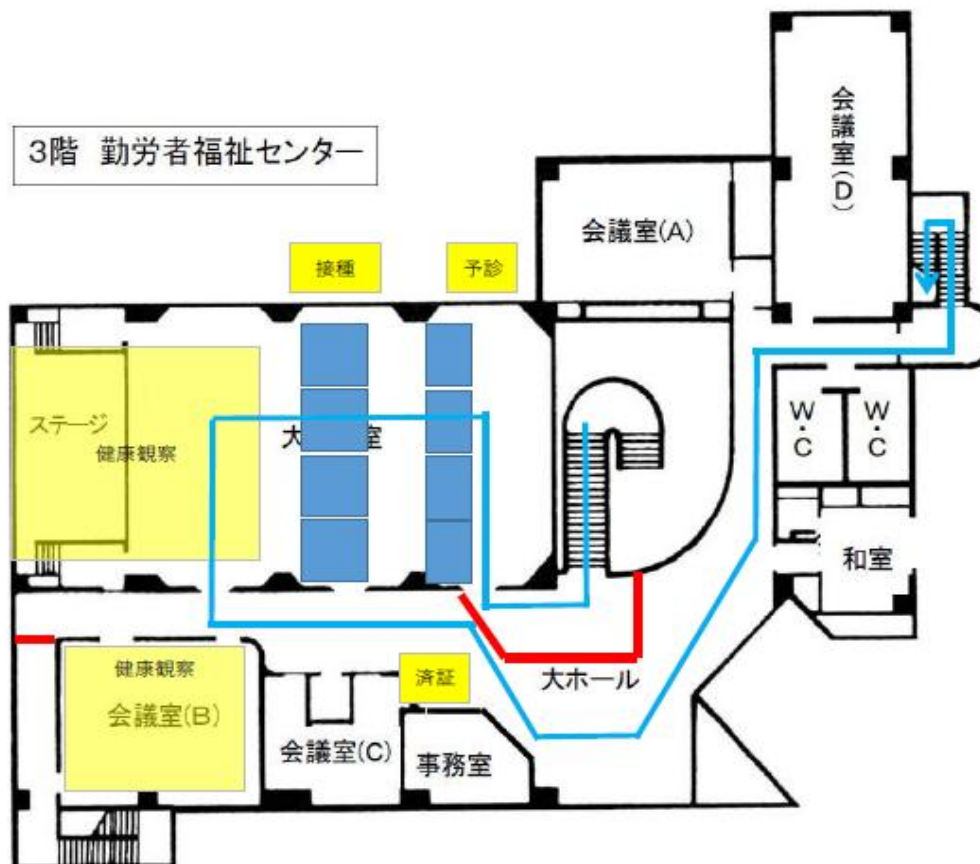 会議室(D)
3階 勤労者福祉センター
会議室(A)
接種
予診
ステージ
健康観察
大
室
W・C
W・C
和室
健康観察
会議室(B)
済証
大ホール
会議室(C)
事務室